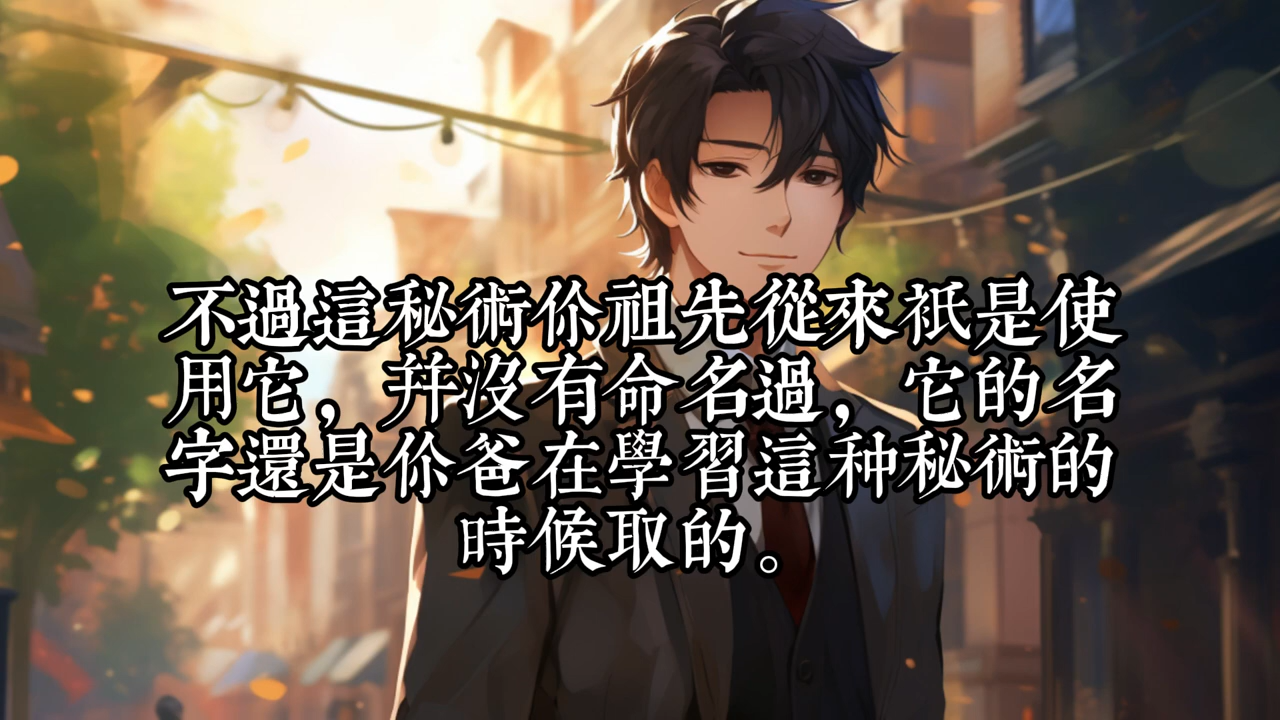 不過這秘術你祖先從來祇是使
用它，幷沒有命名過，它的名
字還是你爸在學習這种秘術的
時候取的。